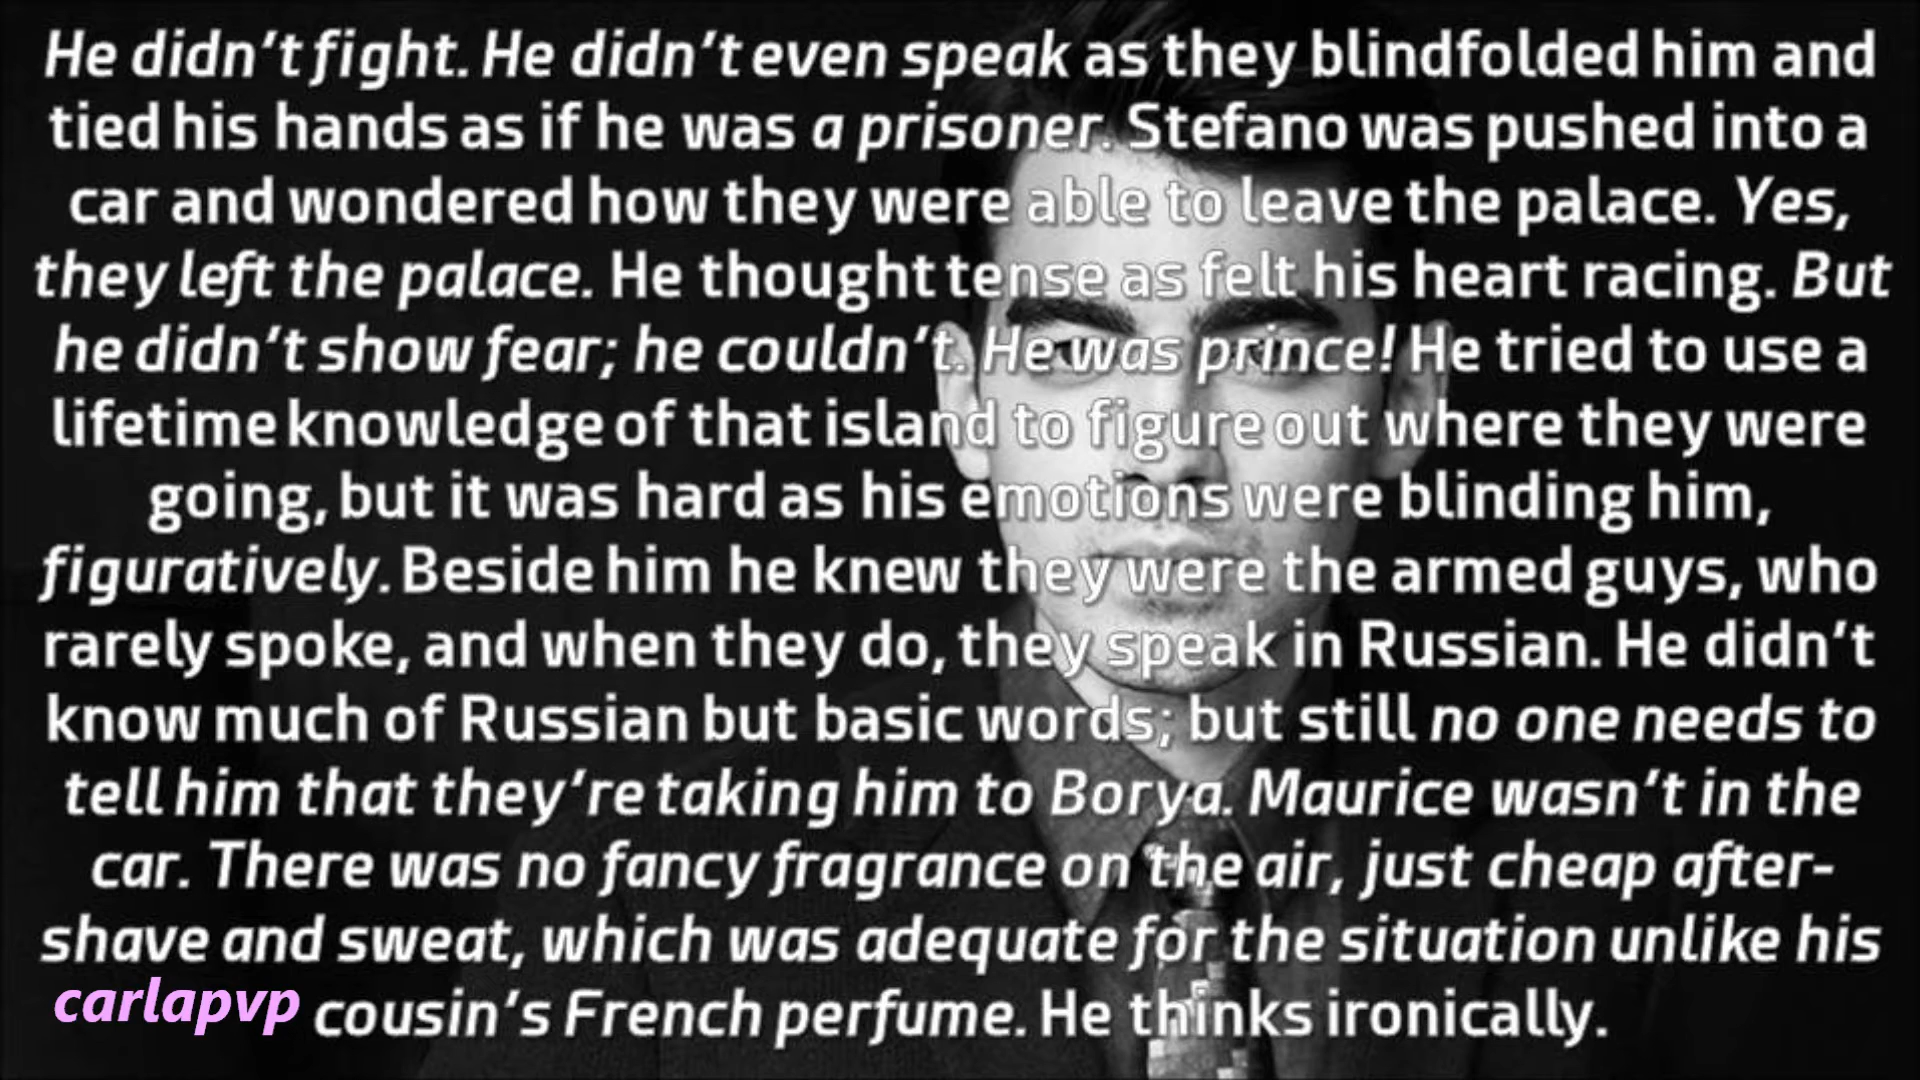 He didn't fight. He didn't even speak as they blindfolded him and
tied his hands as if he was a prisoner. Stefano was pushed into a
car and wondered how they were able to leave the palace. Yes,
they left the palace. He thought tense as felt his heart racing. But
he didn't show fear; he couldn't. He was prince! He tried to use a
lifetime knowledge of that island to figure out where they were
going, but it was hard as his emotions were blinding him,
figuratively. Beside him he knew they were the armed guys, who
rarely spoke, and when they do, they speak in Russian. He didn't
know much of Russian but basic words; but still no one needs to
tell him that they're taking him to Borya. Maurice wasn't in the
car. There was no fancy fragrance on the air, just cheap after-
shave and sweat, which was adequate for the situation unlike his
cousin's French perfume. He thinks ironically.
carlapvp